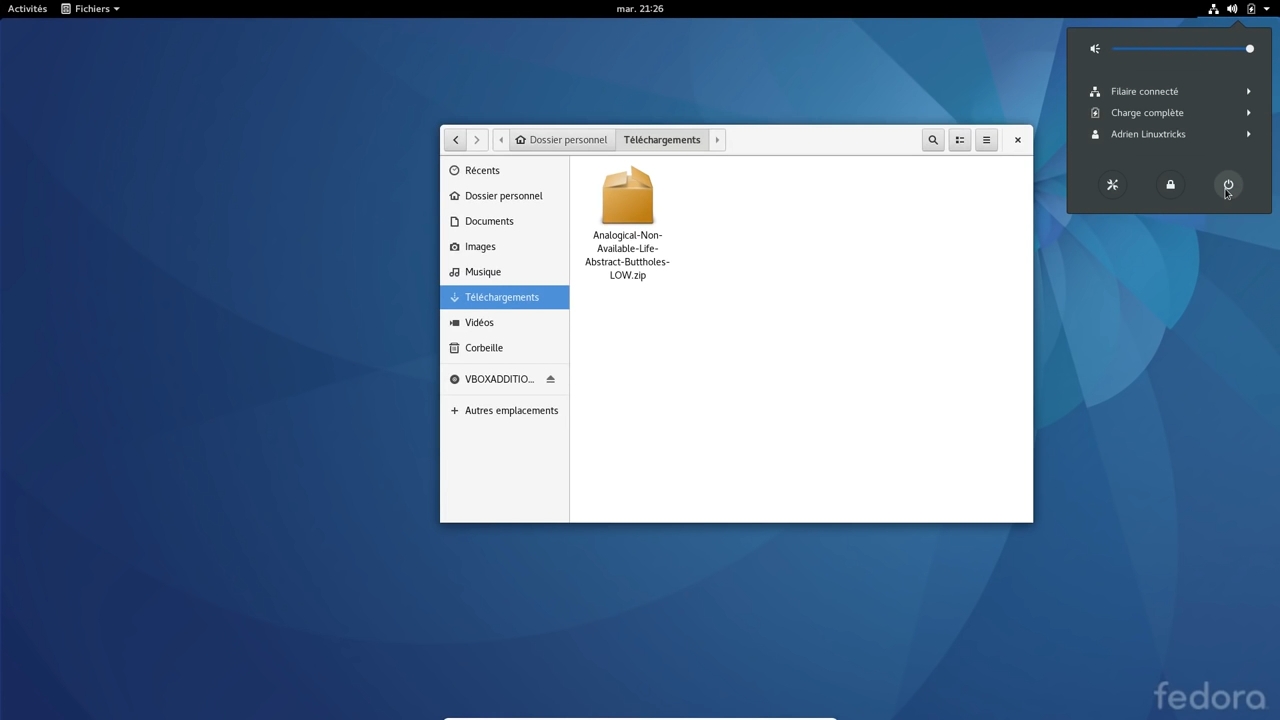 Activités Fichiers mar. 21:26
Filaire connecté
Charge complète
Adrien Linuxtricks
Dossier personnel Téléchargements
Récents
Dossier personnel
Documents
Images
Musique
Téléchargements
Vidéos
Corbeille
VBOXADDITIO...
Autres emplacements
Analogical-Non-
Available-Life-
Abstract-Buttholes-
LOW.zip
fedora